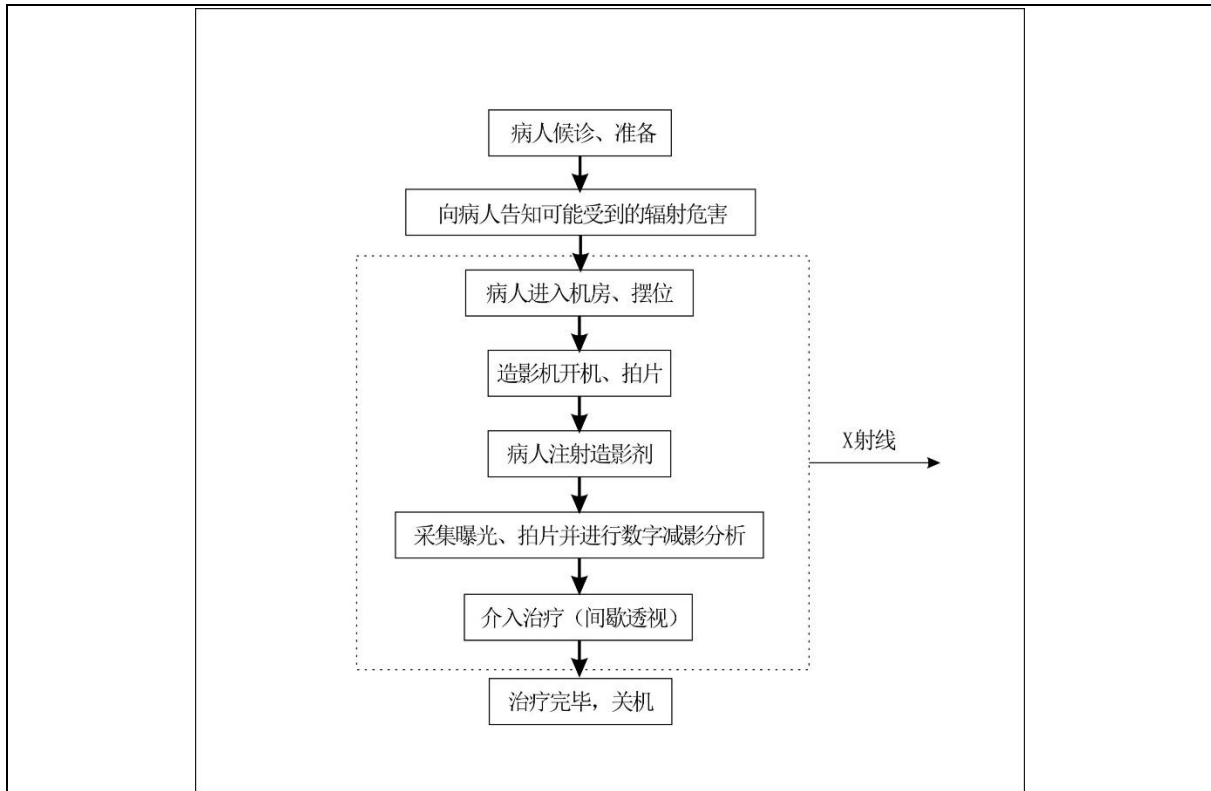 病人候诊、准备
向病人告知可能受到的辐射危害
病人进入机房、摆位
造影机开机、拍片
病人注射造影剂
X射线
采集曝光、拍片并进行数字减影分析
介入治疗（间歇透视）
治疗完毕，关机